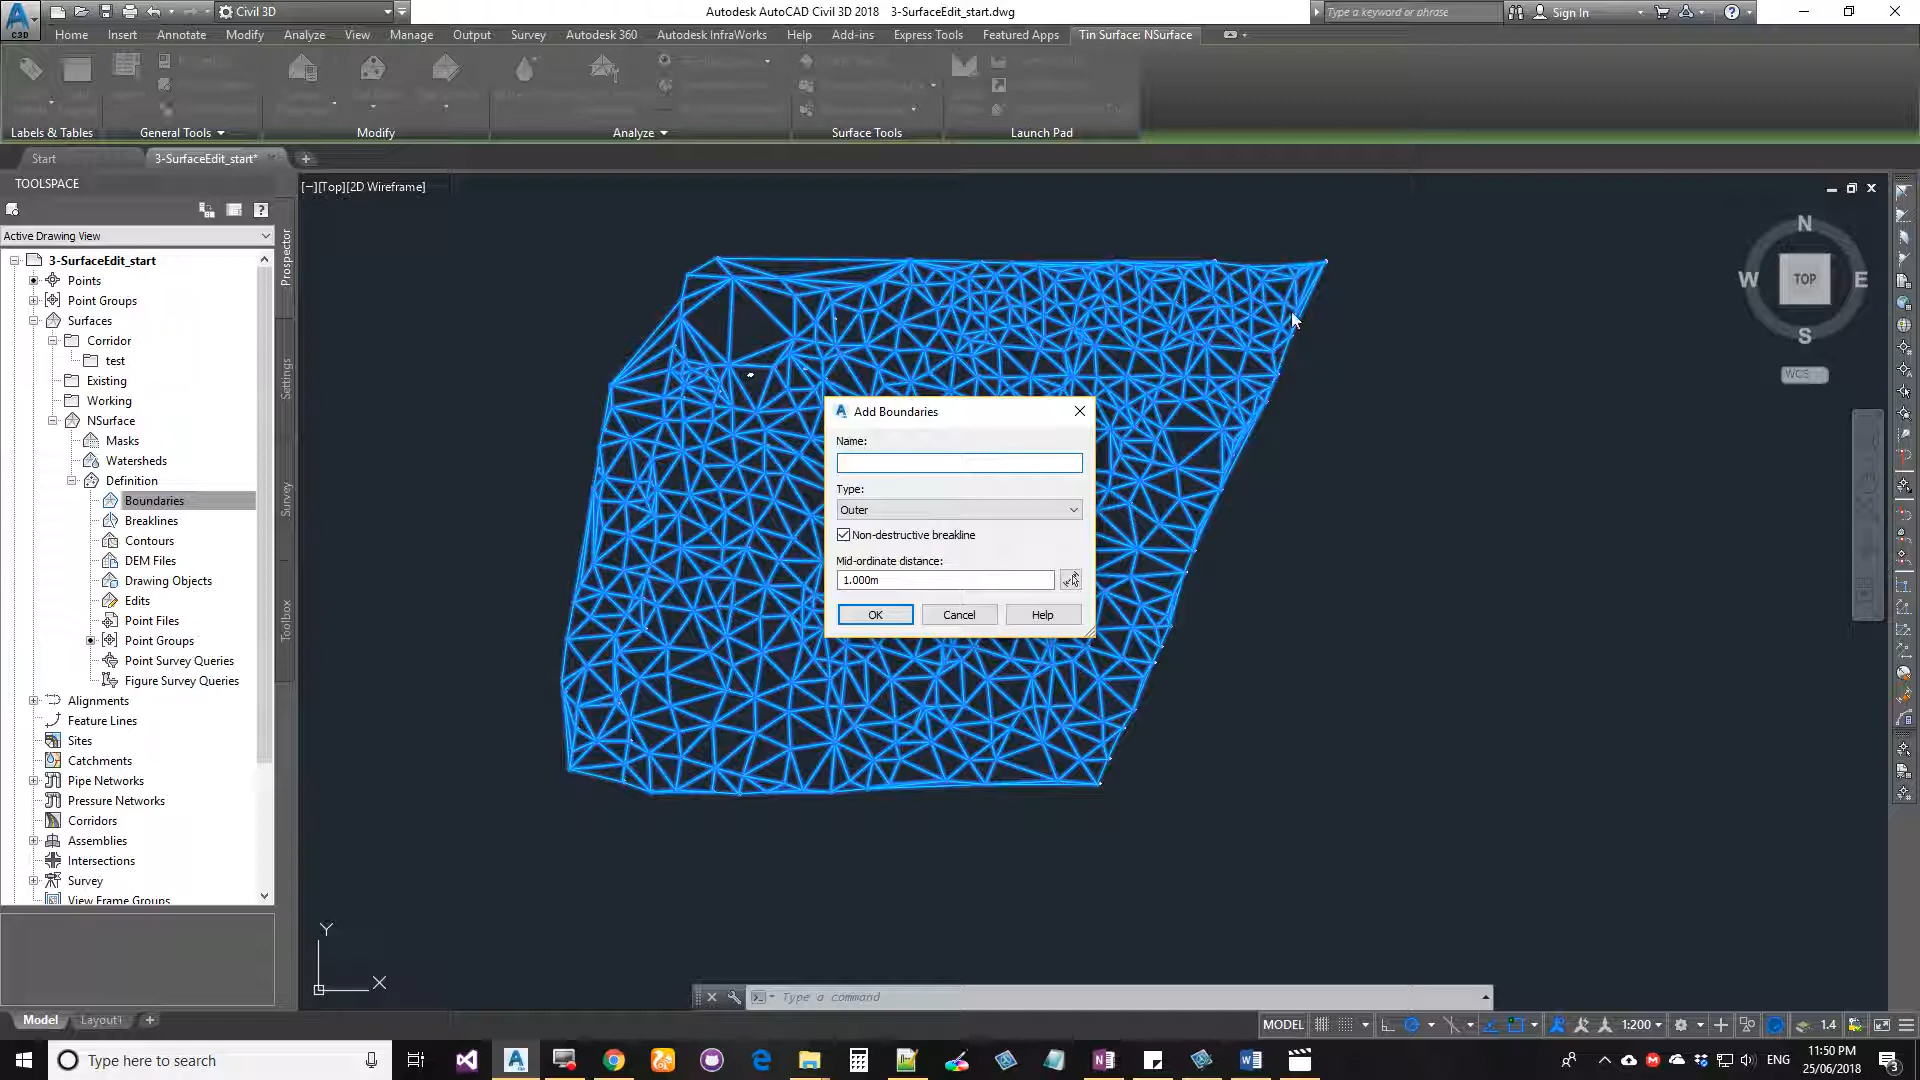 Civil 3D
Autodesk AutoCAD Civil 3D 2018 3-SurfaceEdit_start.dwg
Type a keyword or phrase
Sign In
C3D
Home Insert Annotate Modify Analyze View Manage Output Survey Autodesk 360 Autodesk InfraWorks Help Add-ins Express Tools Featured Apps Tin Surface: NSurface
Labels & Tables General Tools Modify Analyze Surface Tools Launch Pad
Start 3-SurfaceEdit_start*
TOOLSPACE
[−][Top][2D Wireframe]
Active Drawing View
Prospector
Settings
Survey
Toolbox
3-SurfaceEdit_start
Points
Point Groups
Surfaces
Corridor
test
Existing
Working
NSurface
Masks
Watersheds
Definition
Boundaries
Breaklines
Contours
DEM Files
Drawing Objects
Edits
Point Files
Point Groups
Point Survey Queries
Figure Survey Queries
Alignments
Feature Lines
Sites
Catchments
Pipe Networks
Pressure Networks
Corridors
Assemblies
Intersections
Survey
View Frame Groups
N
W TOP E
S
WCS
Add Boundaries
Name:
Type:
Outer
Non-destructive breakline
Mid-ordinate distance:
1.000m
OK Cancel Help
Y
X
Type a command
Model Layout1
MODEL 1:200 1.4
Type here to search
ENG
11:50 PM
25/06/2018
3